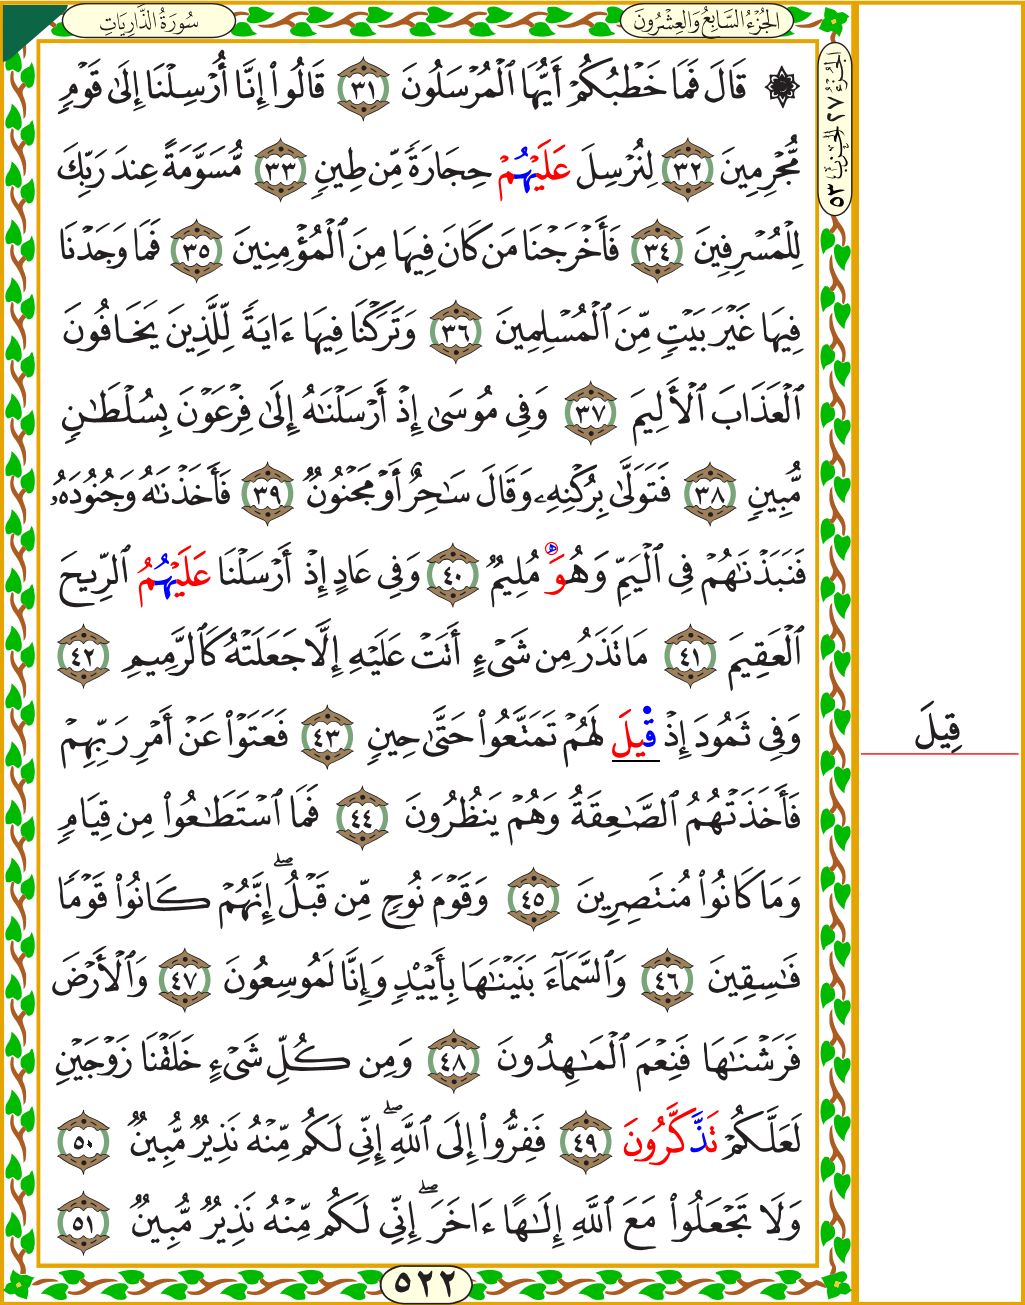 سُورَةُ الذَّارِيَاتِ
الجُزْءُ السَّابِعُ وَالعِشْرُونَ
۞ قَالَ فَمَا خَطْبُكُمْ أَيُّهَا ٱلْمُرْسَلُونَ ٣١ قَالُوٓا۟ إِنَّآ أُرْسِلْنَآ إِلَىٰ قَوْمٍ
مُّجْرِمِينَ ٣٢ لِنُرْسِلَ عَلَيْهُمْ حِجَارَةً مِّن طِينٍ ٣٣ مُّسَوَّمَةً عِندَ رَبِّكَ
لِلْمُسْرِفِينَ ٣٤ فَأَخْرَجْنَا مَن كَانَ فِيهَا مِنَ ٱلْمُؤْمِنِينَ ٣٥ فَمَا وَجَدْنَا
فِيهَا غَيْرَ بَيْتٍ مِّنَ ٱلْمُسْلِمِينَ ٣٦ وَتَرَكْنَا فِيهَآ ءَايَةً لِّلَّذِينَ يَخَافُونَ
ٱلْعَذَابَ ٱلْأَلِيمَ ٣٧ وَفِى مُوسَىٰٓ إِذْ أَرْسَلْنَٰهُ إِلَىٰ فِرْعَوْنَ بِسُلْطَٰنٍ
مُّبِينٍ ٣٨ فَتَوَلَّىٰ بِرُكْنِهِۦ وَقَالَ سَٰحِرٌ أَوْ مَجْنُونٌ ٣٩ فَأَخَذْنَٰهُ وَجُنُودَهُۥ
فَنَبَذْنَٰهُمْ فِى ٱلْيَمِّ وَهُوَ مُلِيمٌ ٤٠ وَفِى عَادٍ إِذْ أَرْسَلْنَا عَلَيْهُمُ ٱلرِّيحَ
ٱلْعَقِيمَ ٤١ مَا تَذَرُ مِن شَىْءٍ أَتَتْ عَلَيْهِ إِلَّا جَعَلَتْهُ كَٱلرَّمِيمِ ٤٢
وَفِى ثَمُودَ إِذْ قِيلَ لَهُمْ تَمَتَّعُوا۟ حَتَّىٰ حِينٍ ٤٣ فَعَتَوْا۟ عَنْ أَمْرِ رَبِّهِمْ
فَأَخَذَتْهُمُ ٱلصَّٰعِقَةُ وَهُمْ يَنظُرُونَ ٤٤ فَمَا ٱسْتَطَٰعُوا۟ مِن قِيَامٍ
وَمَا كَانُوا۟ مُنتَصِرِينَ ٤٥ وَقَوْمَ نُوحٍ مِّن قَبْلُ ۖ إِنَّهُمْ كَانُوا۟ قَوْمًا
فَٰسِقِينَ ٤٦ وَٱلسَّمَآءَ بَنَيْنَٰهَا بِأَيْي۟دٍ وَإِنَّا لَمُوسِعُونَ ٤٧ وَٱلْأَرْضَ
فَرَشْنَٰهَا فَنِعْمَ ٱلْمَٰهِدُونَ ٤٨ وَمِن كُلِّ شَىْءٍ خَلَقْنَا زَوْجَيْنِ
لَعَلَّكُمْ تَذَّكَّرُونَ ٤٩ فَفِرُّوٓا۟ إِلَى ٱللَّهِ ۖ إِنِّى لَكُم مِّنْهُ نَذِيرٌ مُّبِينٌ ٥٠
وَلَا تَجْعَلُوا۟ مَعَ ٱللَّهِ إِلَٰهًا ءَاخَرَ ۖ إِنِّى لَكُم مِّنْهُ نَذِيرٌ مُّبِينٌ ٥١
٥٢٢
الجُزْءُ ٢٧ الحِزْبُ ٥٣
قِيلَ